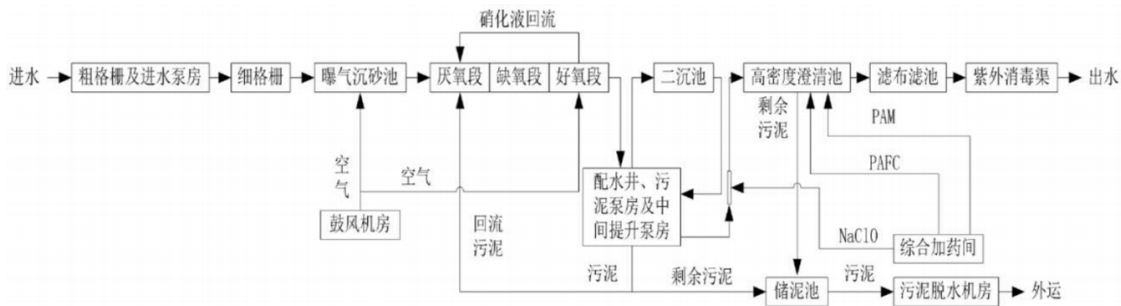 硝化液回流
进水
粗格栅及进水泵房
细格栅
曝气沉砂池
厌氧段
缺氧段
好氧段
二沉池
高密度澄清池
滤布滤池
紫外消毒渠
出水
剩余
污泥
PAM
PAFC
空
气
空气
鼓风机房
回流
污泥
配水井、污
泥泵房及中
间提升泵房
NaClO
综合加药间
污泥
剩余污泥
储泥池
污泥
污泥脱水机房
外运